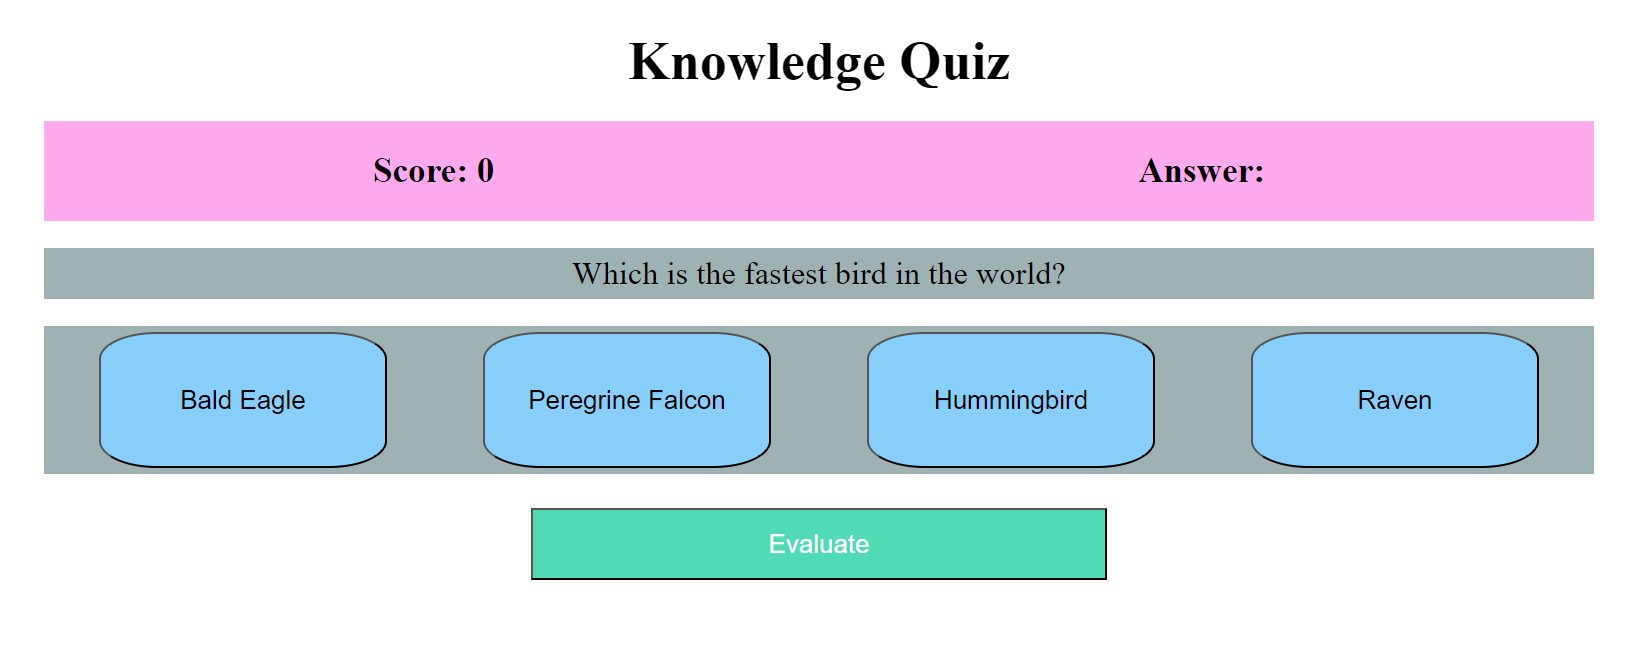 Knowledge Quiz
Score: 0 Answer:
Which is the fastest bird in the world?
Bald Eagle Peregrine Falcon Hummingbird Raven
Evaluate